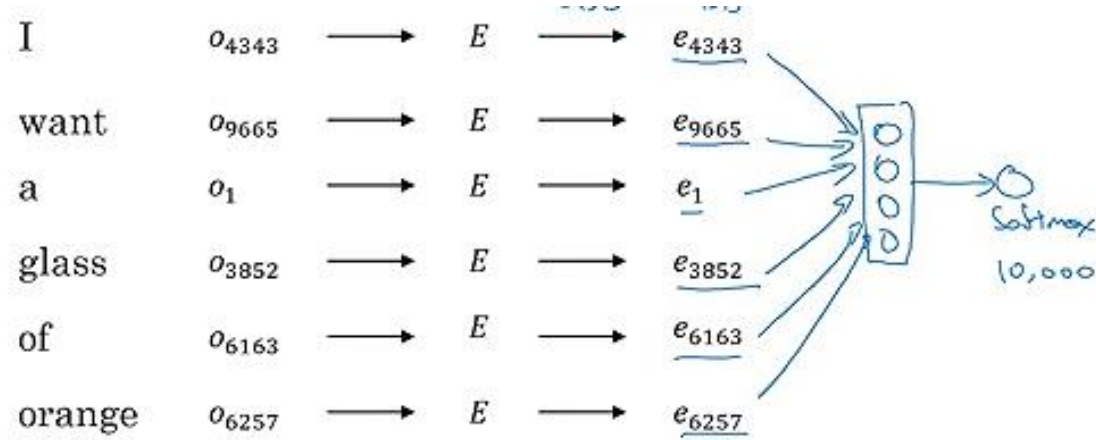 I o₄₃₄₃ → E → e₄₃₄₃
want o₉₆₆₅ → E → e₉₆₆₅
a o₁ → E → e₁
glass o₃₈₅₂ → E → e₃₈₅₂
of o₆₁₆₃ → E → e₆₁₆₃
orange o₆₂₅₇ → E → e₆₂₅₇
Softmax
10,000